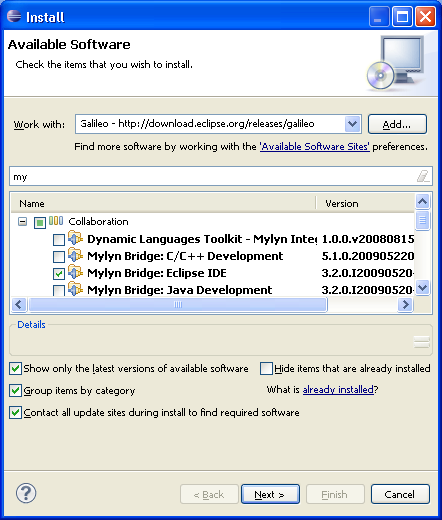 Install
Available Software
Check the items that you wish to install.
Work with: Galileo - http://download.eclipse.org/releases/galileo Add...
Find more software by working with the 'Available Software Sites' preferences.
my
Name Version
Collaboration
Dynamic Languages Toolkit - Mylyn Inte 1.0.0.v20080815
Mylyn Bridge: C/C++ Development 5.1.0.200905220
Mylyn Bridge: Eclipse IDE 3.2.0.I20090520-
Mylyn Bridge: Java Development 3.2.0.I20090520-
Details
Show only the latest versions of available software Hide items that are already installed
Group items by category What is already installed?
Contact all update sites during install to find required software
? < Back Next > Finish Cancel